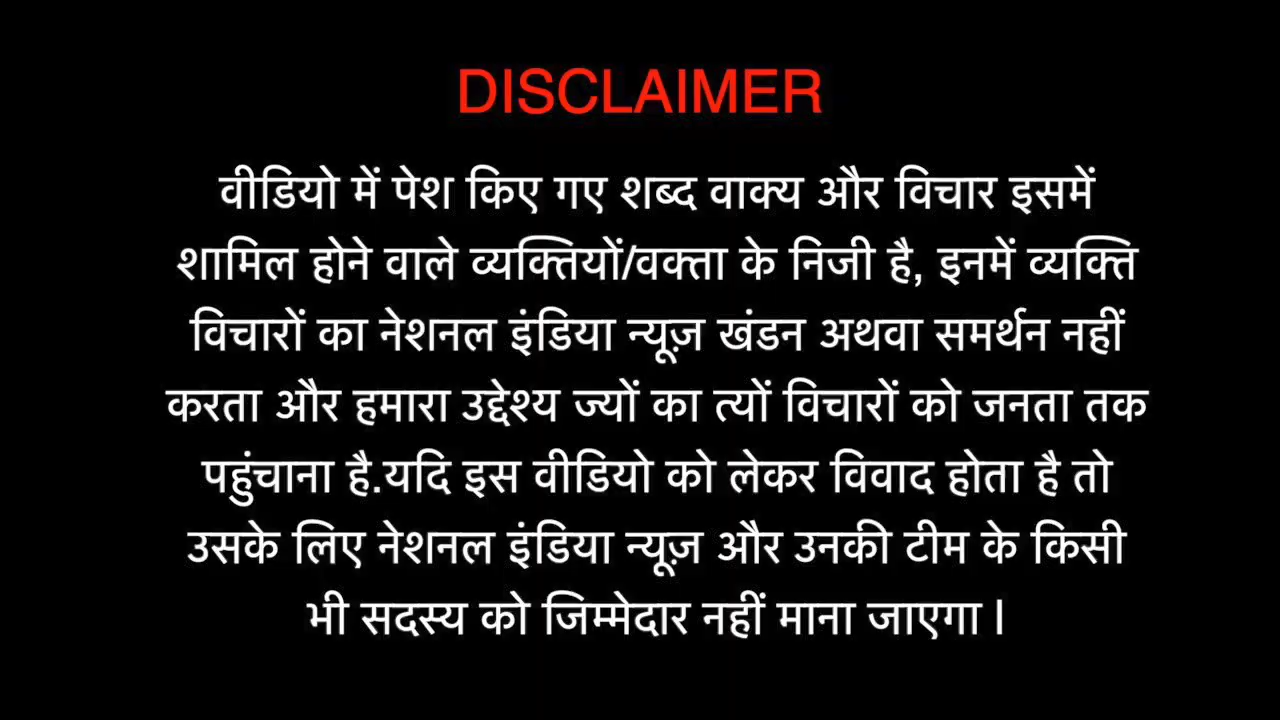 DISCLAIMER
वीडियो में पेश किए गए शब्द वाक्य और विचार इसमें
शामिल होने वाले व्यक्तियों/वक्ता के निजी है, इनमें व्यक्ति
विचारों का नेशनल इंडिया न्यूज़ खंडन अथवा समर्थन नहीं
करता और हमारा उद्देश्य ज्यों का त्यों विचारों को जनता तक
पहुंचाना है.यदि इस वीडियो को लेकर विवाद होता है तो
उसके लिए नेशनल इंडिया न्यूज़ और उनकी टीम के किसी
भी सदस्य को जिम्मेदार नहीं माना जाएगा l